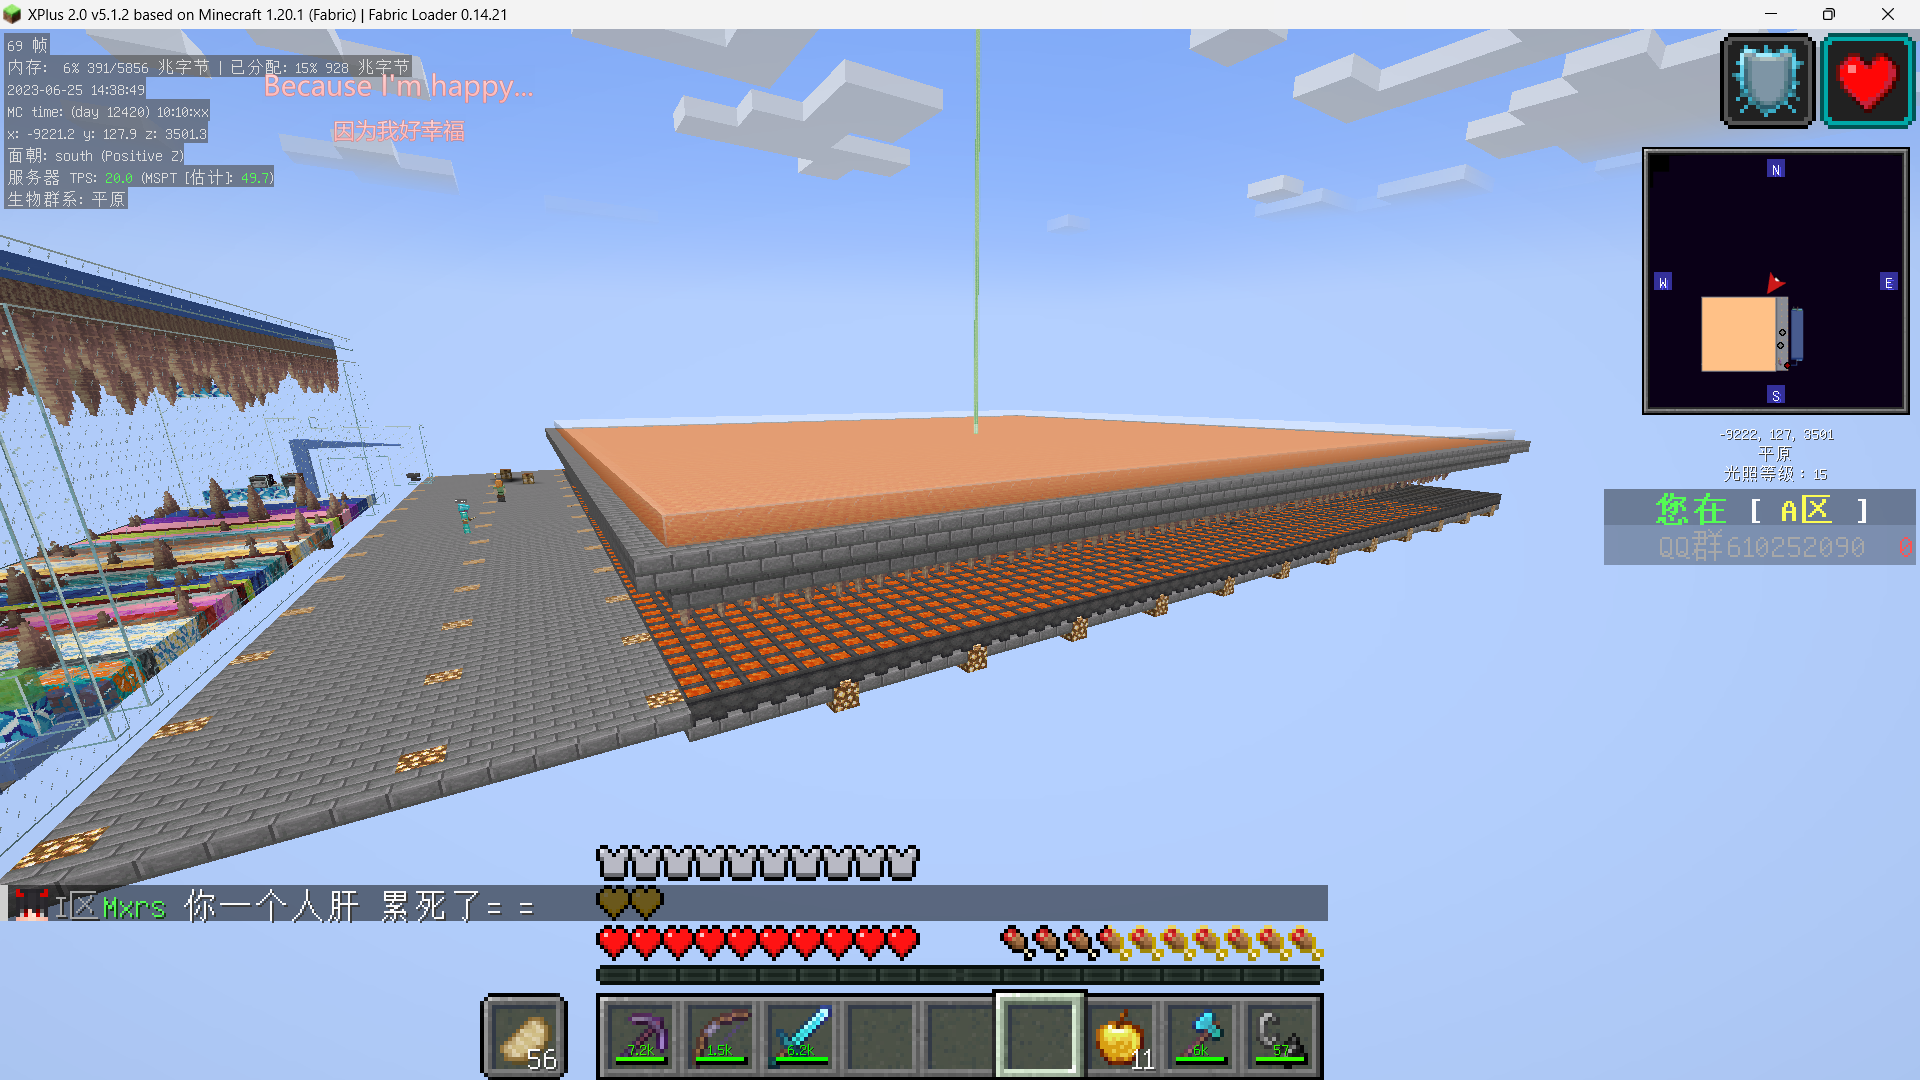 XPlus 2.0 v5.1.2 based on Minecraft 1.20.1 (Fabric) | Fabric Loader 0.14.21
69 帧
内存: 6% 391/5856 兆字节 | 已分配: 15% 928 兆字节
Because I'm happy...
2023-06-25 14:38:49
MC time: (day 12420) 10:10:xx
x: -9221.2 y: 127.9 z: 3501.3
因为我好幸福
面朝: south (Positive Z)
服务器 TPS: 20.0 (MSPT [估计]: 49.7)
生物群系: 平原
N
W
E
S
-9222, 127, 3501
平原
光照等级：15
您在 [ A区 ]
QQ群610252090 0
I区Mxrs 你一个人肝 累死了= =
56
7.2k
1.5k
6.2k
11
6k
57